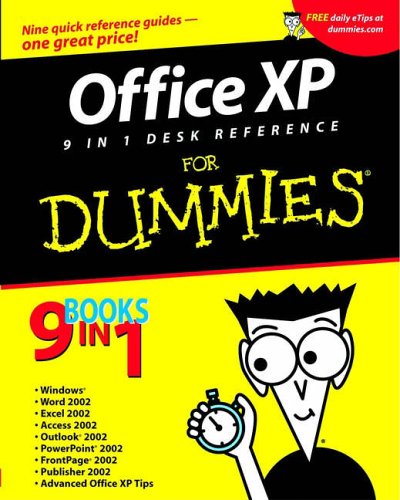 Nine quick reference guides —
one great price!
FREE daily eTips at
dummies.com
Office XP
9 IN 1 DESK REFERENCE
FOR
DUMMIES®
9 BOOKS
IN 1
• Windows®
• Word 2002
• Excel 2002
• Access 2002
• Outlook® 2002
• PowerPoint® 2002
• FrontPage® 2002
• Publisher 2002
• Advanced Office XP Tips